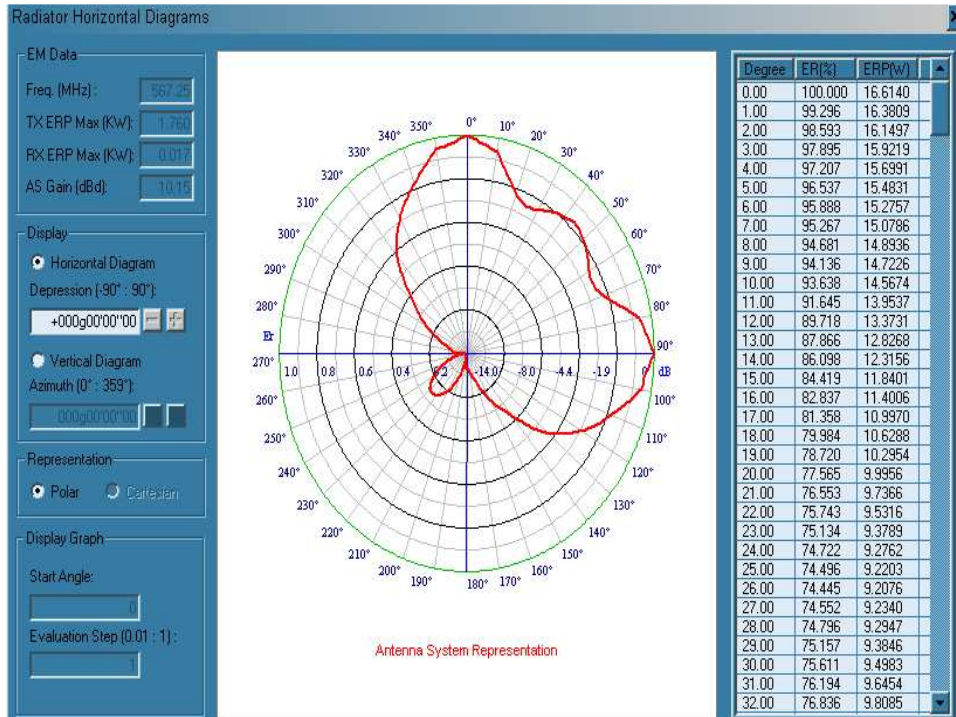 Radiator Horizontal Diagrams
EM Data
Freq. (MHz) : 567.25
TX ERP Max (KW): 1.760
RX ERP Max (KW): 0.017
AS Gain (dBd): 10.15
Display
Horizontal Diagram
Depression (-90° : 90°):
+000g00'00"00
Vertical Diagram
Azimuth (0° : 359°):
000g00'00"00
Representation
Polar Cartesian
Display Graph
Start Angle:
0
Evaluation Step (0.01 : 1) :
1
0°
10°
20°
30°
40°
50°
60°
70°
80°
90°
100°
110°
120°
130°
140°
150°
160°
170°
180°
190°
200°
210°
220°
230°
240°
250°
260°
270°
280°
290°
300°
310°
320°
330°
340°
350°
Er
1.0 0.8 0.6 0.4 0.2 -14.0 -8.0 -4.4 -1.9 0 dB
Antenna System Representation
Degree ER(%) ERP(W)
0.00 100.000 16.6140
1.00 99.296 16.3809
2.00 98.593 16.1497
3.00 97.895 15.9219
4.00 97.207 15.6991
5.00 96.537 15.4831
6.00 95.888 15.2757
7.00 95.267 15.0786
8.00 94.681 14.8936
9.00 94.136 14.7226
10.00 93.638 14.5674
11.00 91.645 13.9537
12.00 89.718 13.3731
13.00 87.866 12.8268
14.00 86.098 12.3156
15.00 84.419 11.8401
16.00 82.837 11.4006
17.00 81.358 10.9970
18.00 79.984 10.6288
19.00 78.720 10.2954
20.00 77.565 9.9956
21.00 76.553 9.7366
22.00 75.743 9.5316
23.00 75.134 9.3789
24.00 74.722 9.2762
25.00 74.496 9.2203
26.00 74.445 9.2076
27.00 74.552 9.2340
28.00 74.796 9.2947
29.00 75.157 9.3846
30.00 75.611 9.4983
31.00 76.194 9.6454
32.00 76.836 9.8085